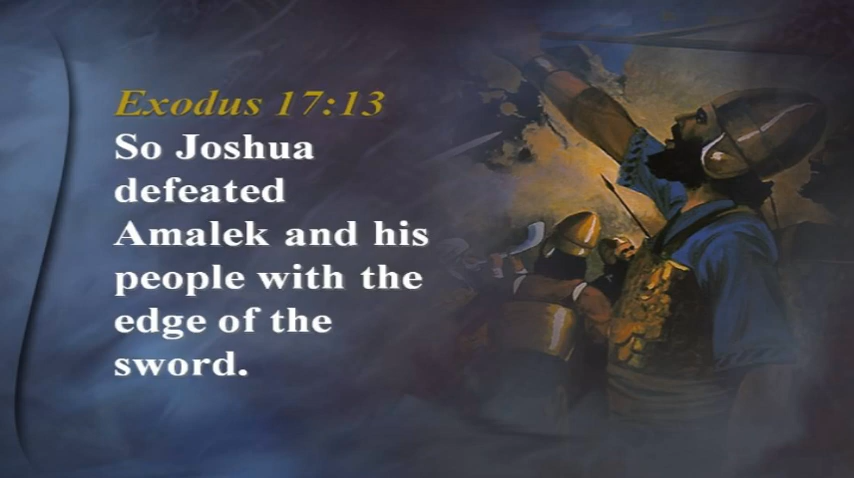 Exodus 17:13
So Joshua
defeated
Amalek and his
people with the
edge of the
sword.